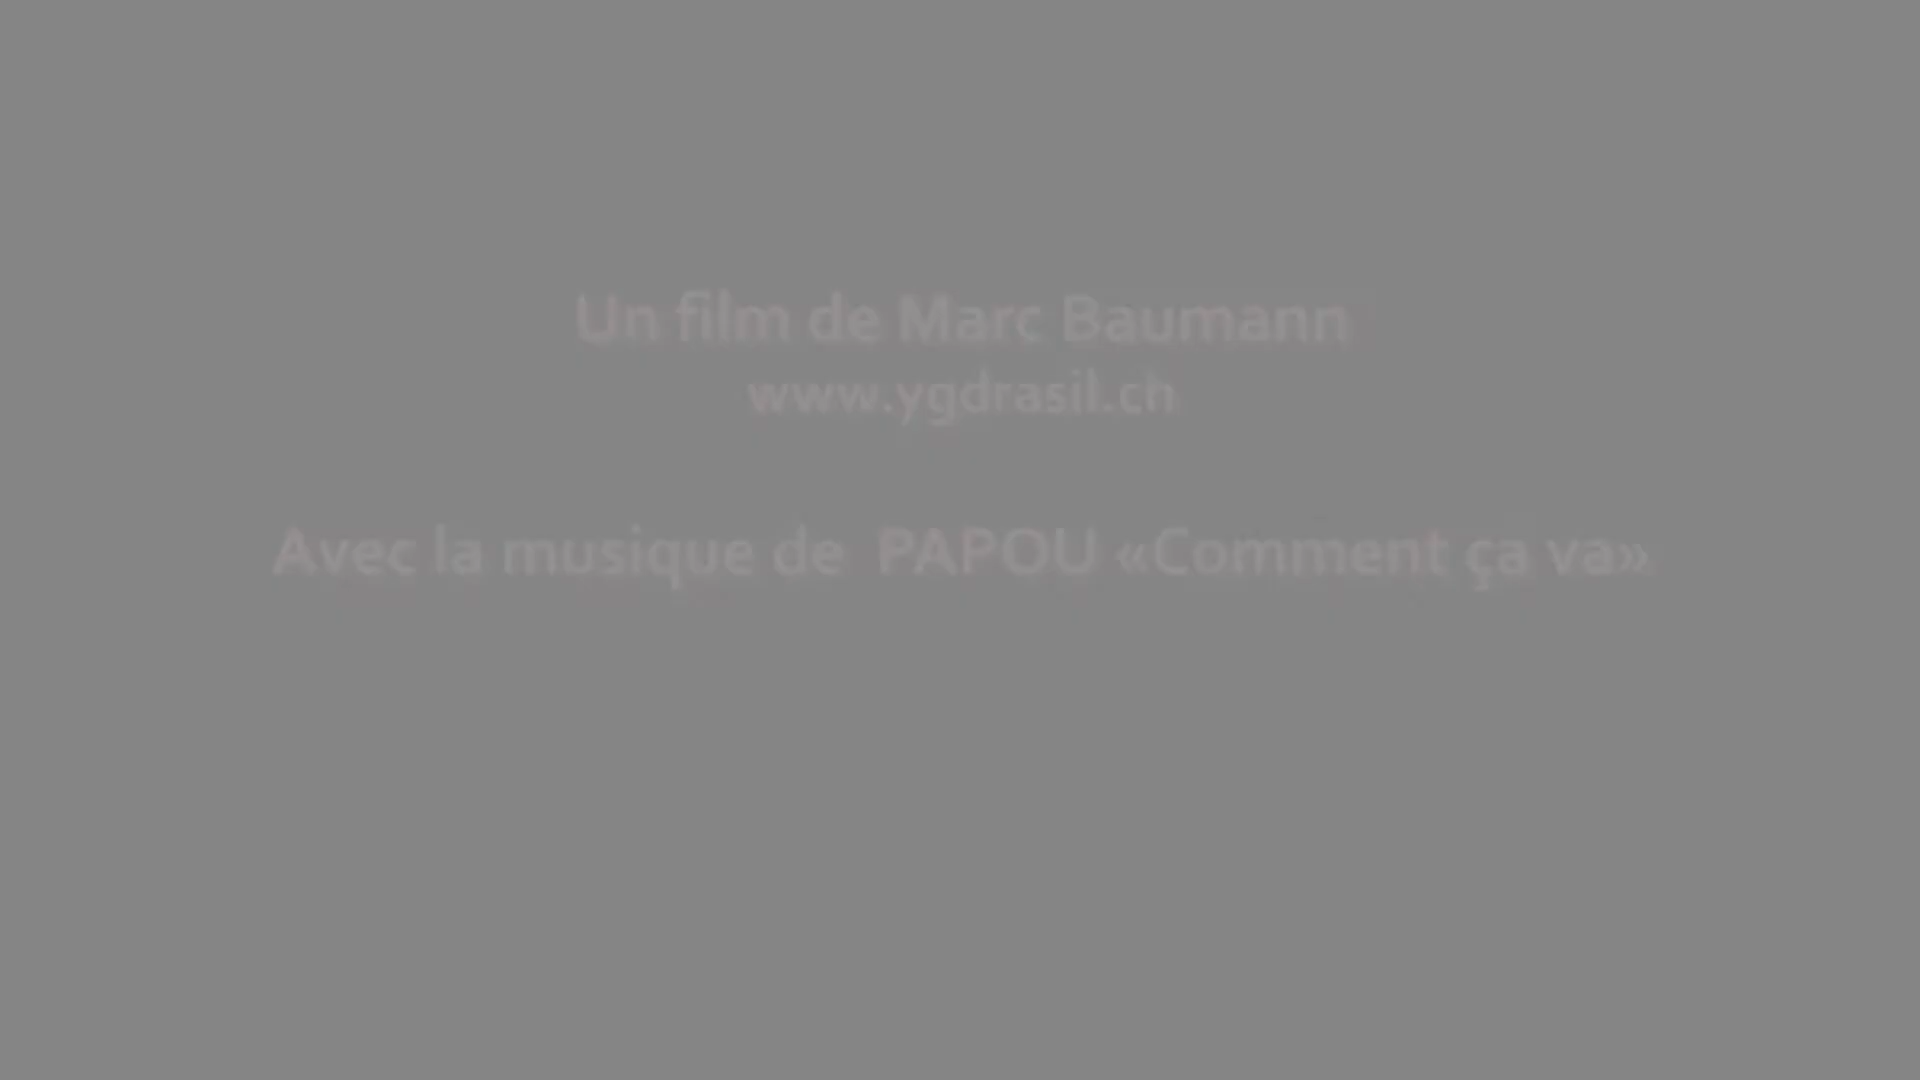 Un film de Marc Baumann
www.ygdrasil.ch
Avec la musique de PAPOU «Comment ça va»